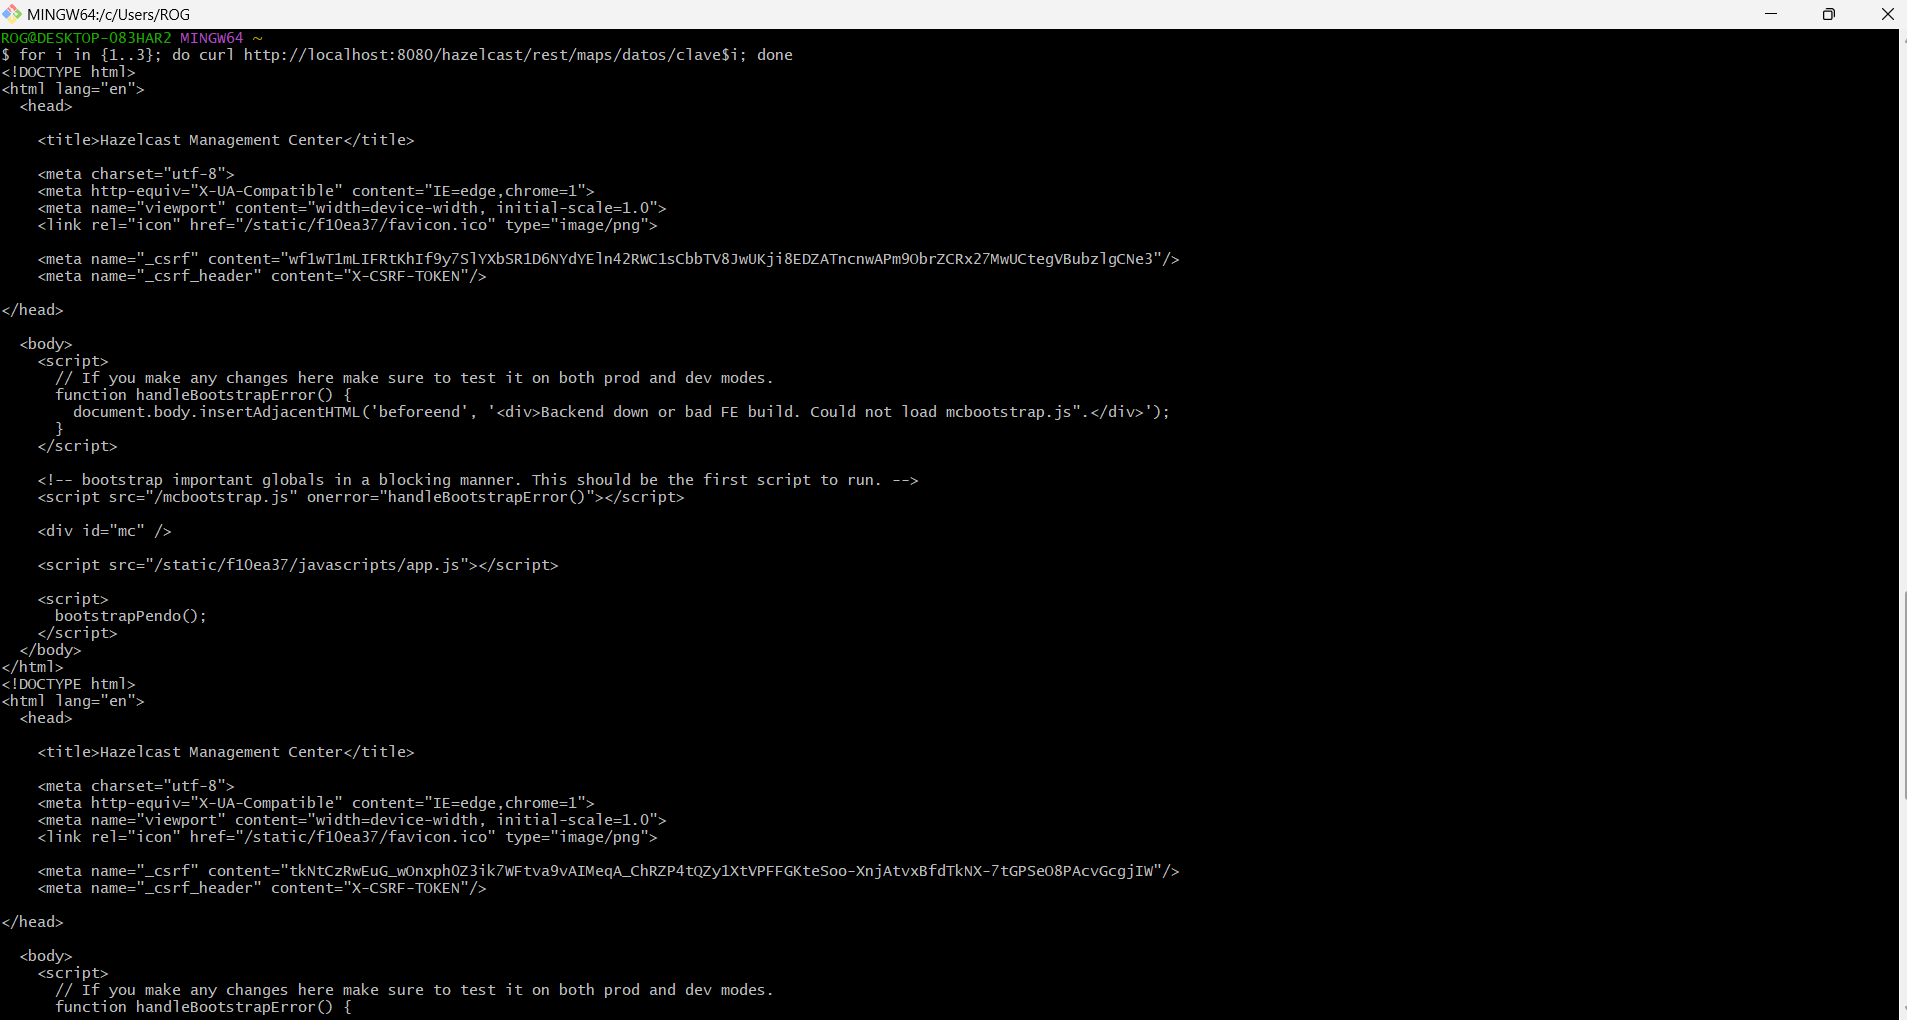 MINGW64:/c/Users/ROG
ROG@DESKTOP-083HAR2 MINGW64 ~
$ for i in {1..3}; do curl http://localhost:8080/hazelcast/rest/maps/datos/clave$i; done
<!DOCTYPE html>
<html lang="en">
  <head>
    <title>Hazelcast Management Center</title>
    <meta charset="utf-8">
    <meta http-equiv="X-UA-Compatible" content="IE=edge,chrome=1">
    <meta name="viewport" content="width=device-width, initial-scale=1.0">
    <link rel="icon" href="/static/f10ea37/favicon.ico" type="image/png">
    <meta name="_csrf" content="wf1wT1mLIFRtKhIf9y7SlYXbSR1D6NYdYEln42RWC1sCbbTV8JwUKji8EDZATncnwAPm9ObrZCRx27MwUCtegVBubzlgCNe3"/>
    <meta name="_csrf_header" content="X-CSRF-TOKEN"/>
</head>
  <body>
    <script>
      // If you make any changes here make sure to test it on both prod and dev modes.
      function handleBootstrapError() {
        document.body.insertAdjacentHTML('beforeend', '<div>Backend down or bad FE build. Could not load mcbootstrap.js".</div>');
      }
    </script>
    <!-- bootstrap important globals in a blocking manner. This should be the first script to run. -->
    <script src="/mcbootstrap.js" onerror="handleBootstrapError()"></script>
    <div id="mc" />
    <script src="/static/f10ea37/javascripts/app.js"></script>
    <script>
      bootstrapPendo();
    </script>
  </body>
</html>
<!DOCTYPE html>
<html lang="en">
  <head>
    <title>Hazelcast Management Center</title>
    <meta charset="utf-8">
    <meta http-equiv="X-UA-Compatible" content="IE=edge,chrome=1">
    <meta name="viewport" content="width=device-width, initial-scale=1.0">
    <link rel="icon" href="/static/f10ea37/favicon.ico" type="image/png">
    <meta name="_csrf" content="tkNtCzRwEuG_wOnxph0Z3ik7WFtva9vAIMeqA_ChRZP4tQZy1XtVPFFGKteSoo-XnjAtvxBfdTkNX-7tGPSeO8PAcvGcgjIW"/>
    <meta name="_csrf_header" content="X-CSRF-TOKEN"/>
</head>
  <body>
    <script>
      // If you make any changes here make sure to test it on both prod and dev modes.
      function handleBootstrapError() {